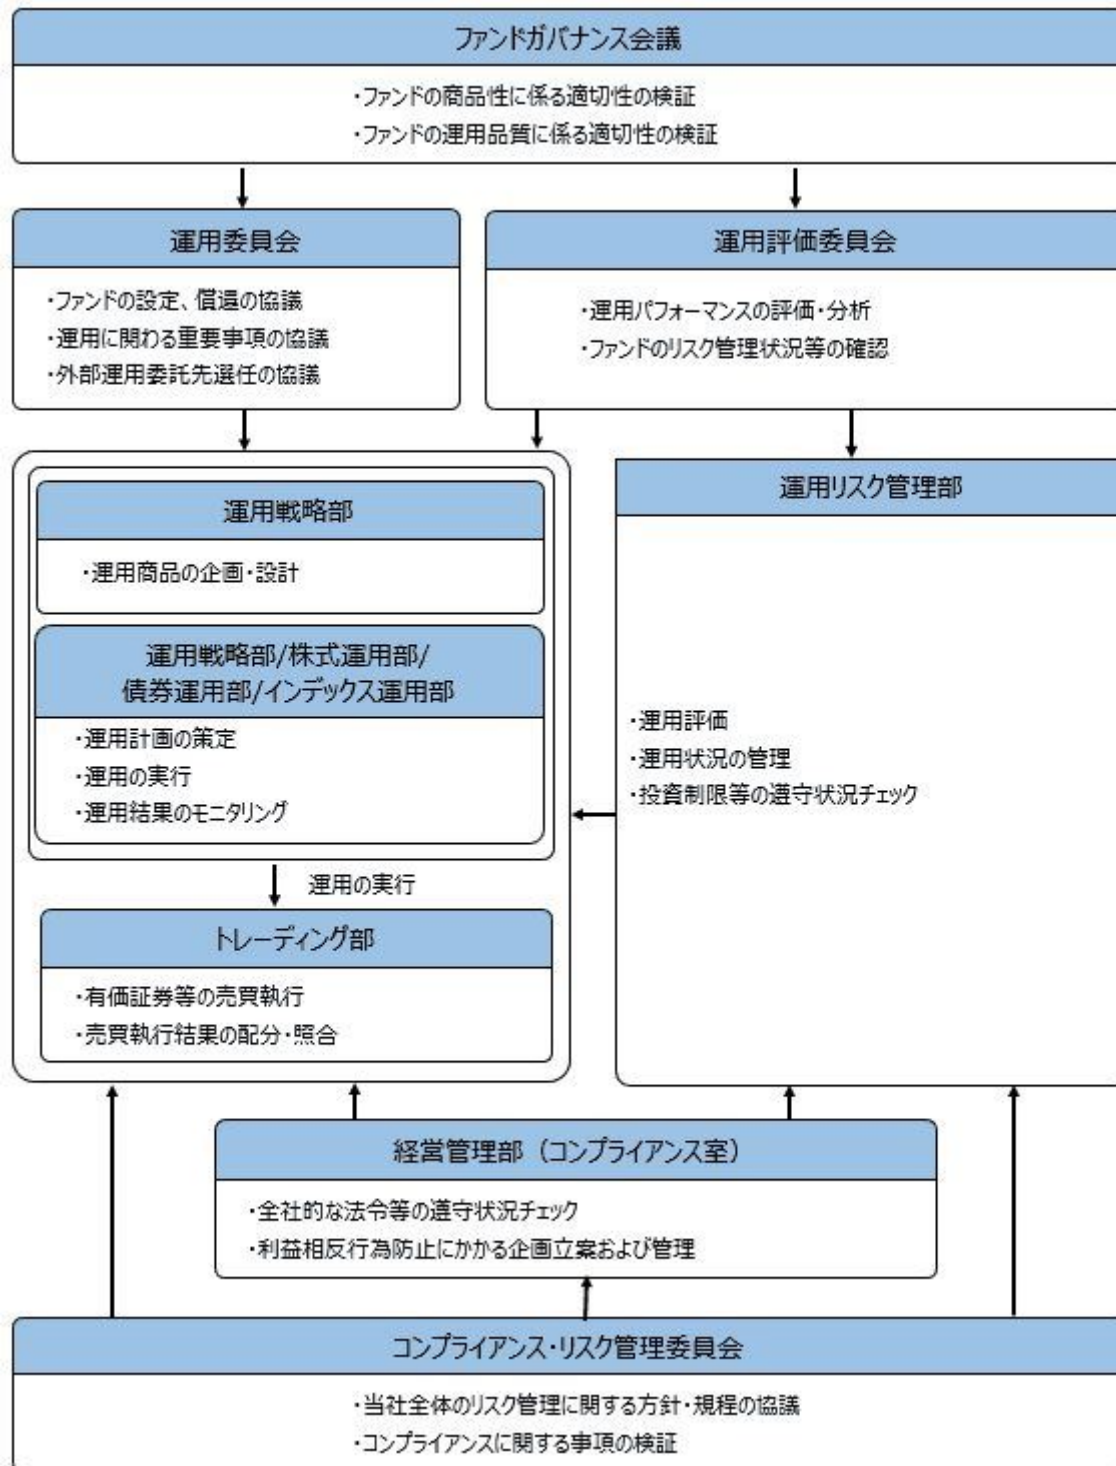 ファンドガバナンス会議
・ファンドの商品性に係る適切性の検証
・ファンドの運用品質に係る適切性の検証
運用委員会
・ファンドの設定、償還の協議
・運用に関わる重要事項の協議
・外部運用委託先選任の協議
運用評価委員会
・運用パフォーマンスの評価・分析
・ファンドのリスク管理状況等の確認
運用戦略部
・運用商品の企画・設計
運用戦略部/株式運用部/
債券運用部/インデックス運用部
・運用計画の策定
・運用の実行
・運用結果のモニタリング
運用の実行
トレーディング部
・有価証券等の売買執行
・売買執行結果の配分・照合
運用リスク管理部
・運用評価
・運用状況の管理
・投資制限等の遵守状況チェック
経営管理部（コンプライアンス室）
・全社的な法令等の遵守状況チェック
・利益相反行為防止にかかる企画立案および管理
コンプライアンス・リスク管理委員会
・当社全体のリスク管理に関する方針・規程の協議
・コンプライアンスに関する事項の検証